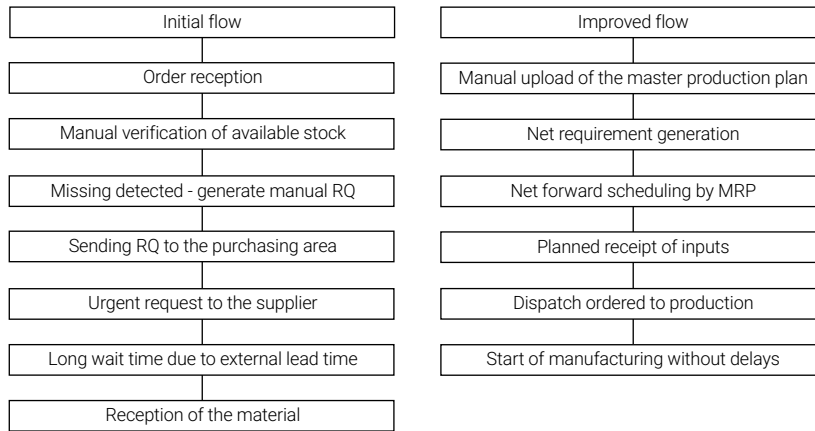 Initial flow
Order reception
Manual verification of available stock
Missing detected - generate manual RQ
Sending RQ to the purchasing area
Urgent request to the supplier
Long wait time due to external lead time
Reception of the material
Improved flow
Manual upload of the master production plan
Net requirement generation
Net forward scheduling by MRP
Planned receipt of inputs
Dispatch ordered to production
Start of manufacturing without delays